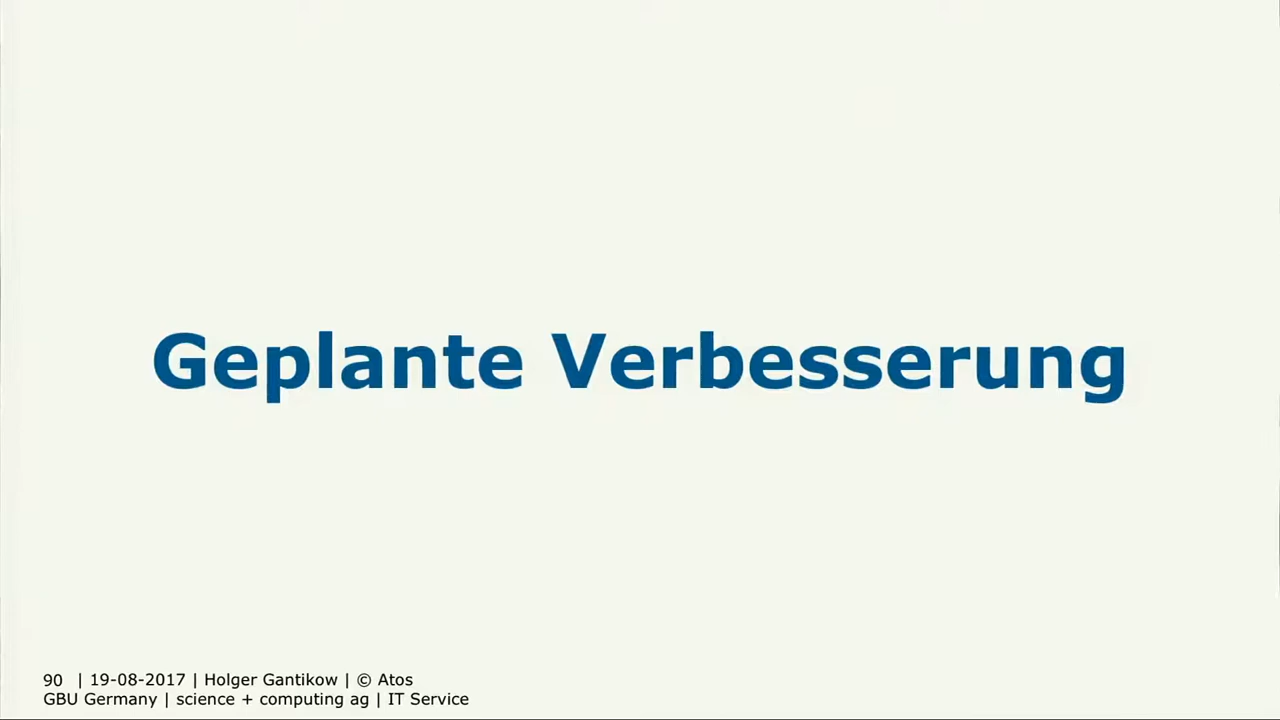 Geplante Verbesserung
90 | 19-08-2017 | Holger Gantikow | © Atos
GBU Germany | science + computing ag | IT Service